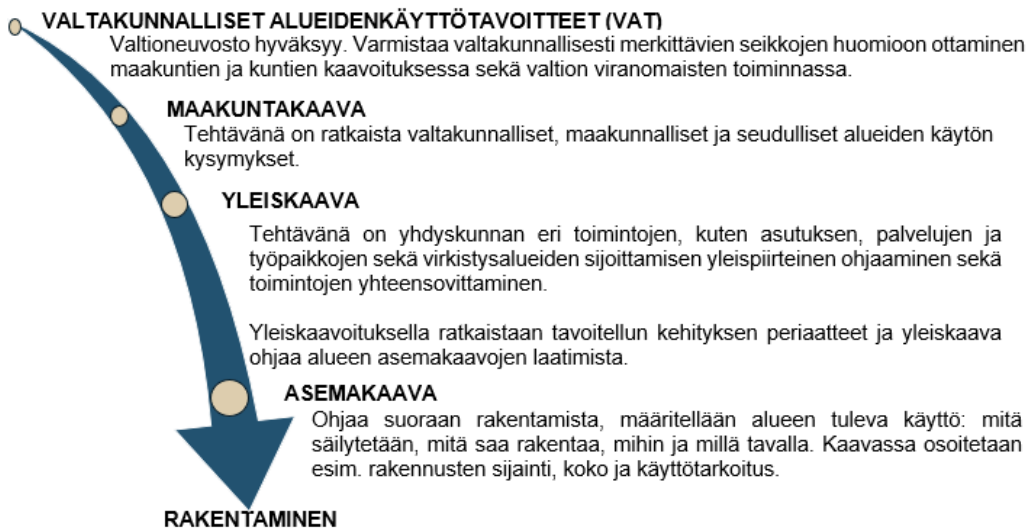 VALTAKUNNALLISET ALUEIDENKÄYTTÖTAVOITTEET (VAT)
Valtioneuvosto hyväksyy. Varmistaa valtakunnallisesti merkittävien seikkojen huomioon ottaminen
maakuntien ja kuntien kaavoituksessa sekä valtion viranomaisten toiminnassa.
MAAKUNTAKAAVA
Tehtävänä on ratkaista valtakunnalliset, maakunnalliset ja seudulliset alueiden käytön
kysymykset.
YLEISKAAVA
Tehtävänä on yhdyskunnan eri toimintojen, kuten asutuksen, palvelujen ja
työpaikkojen sekä virkistysalueiden sijoittamisen yleispiirteinen ohjaaminen sekä
toimintojen yhteensovittaminen.
Yleiskaavoituksella ratkaistaan tavoitellun kehityksen periaatteet ja yleiskaava
ohjaa alueen asemakaavojen laatimista.
ASEMAKAAVA
Ohjaa suoraan rakentamista, määritellään alueen tuleva käyttö: mitä
säilytetään, mitä saa rakentaa, mihin ja millä tavalla. Kaavassa osoitetaan
esim. rakennusten sijainti, koko ja käyttötarkoitus.
RAKENTAMINEN